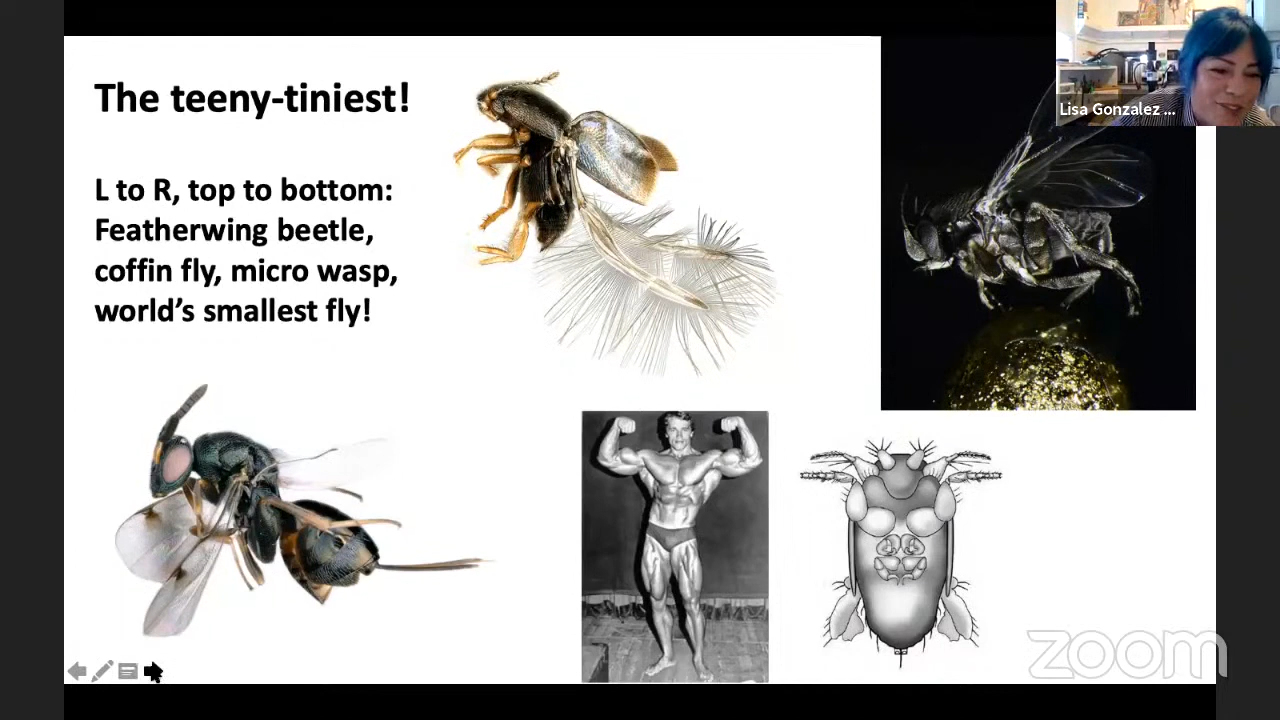 The teeny-tiniest!
L to R, top to bottom:
Featherwing beetle,
coffin fly, micro wasp,
world’s smallest fly!
Lisa Gonzalez ...
zoom